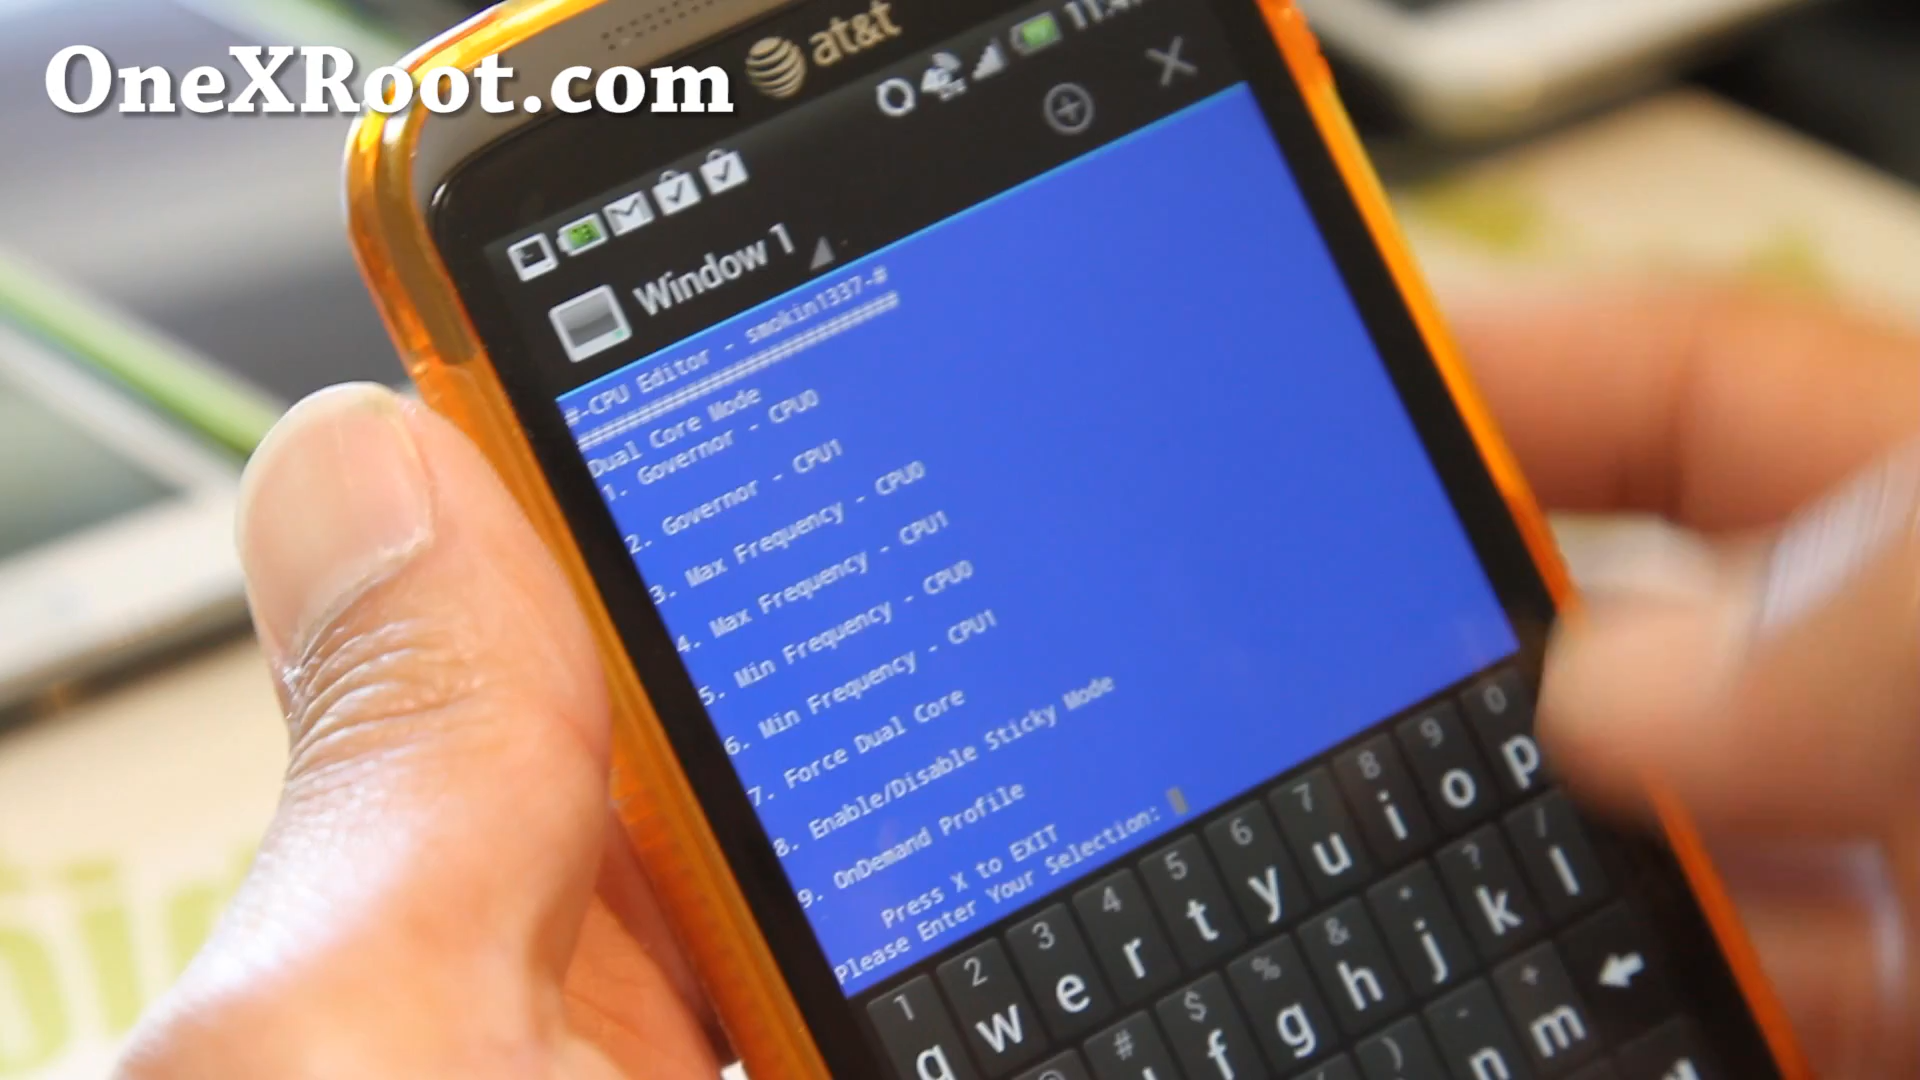 OneXRoot.com
at&t
4G
Window 1
#-CPU Editor - smokin1337-#
Dual Core Mode
1. Governor - CPU0
2. Governor - CPU1
3. Max Frequency - CPU0
4. Max Frequency - CPU1
5. Min Frequency - CPU0
6. Min Frequency - CPU1
7. Force Dual Core
8. Enable/Disable Sticky Mode
9. OnDemand Profile
Press X to EXIT
Please Enter Your Selection:
1 2 3 4 5 6 7 8 9 0
q w e r t y u i o p
# $ % & * ? /
f g h j k l
- +
n m